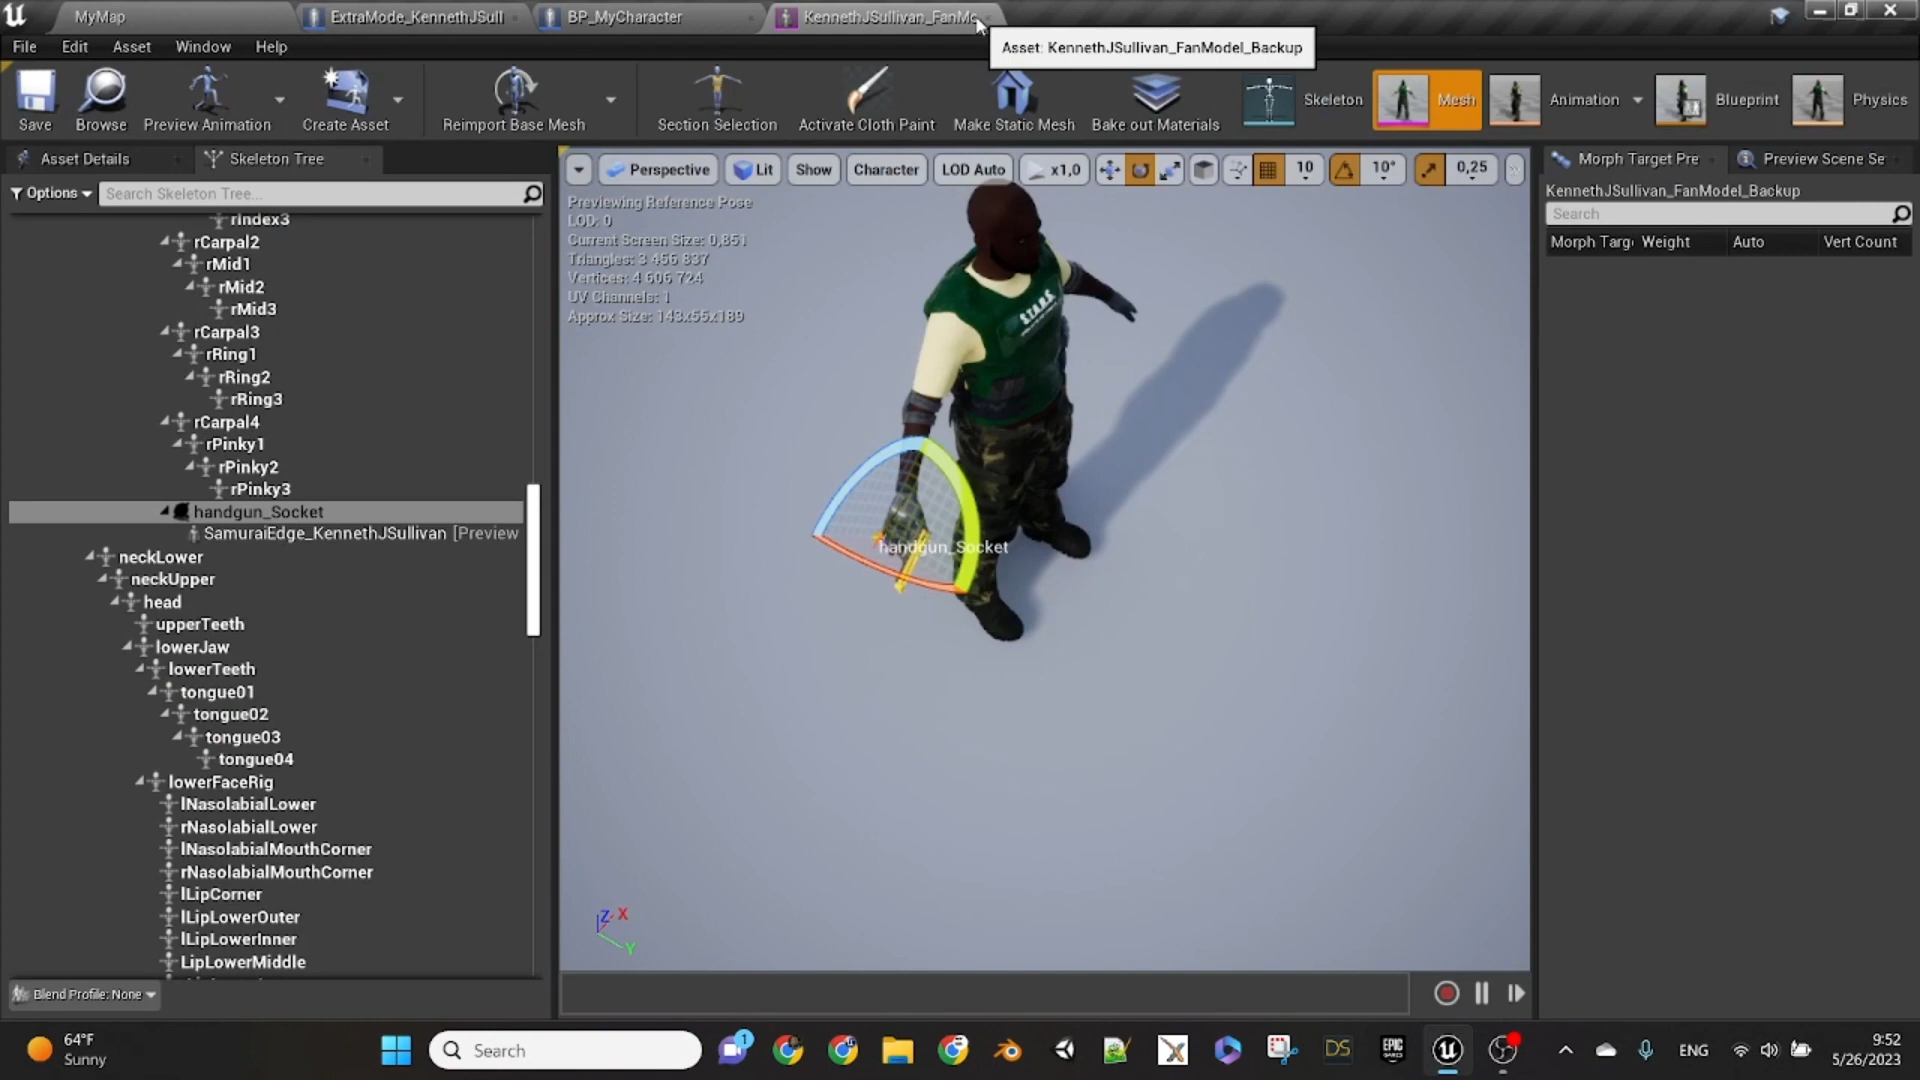 MyMap
ExtraMode_KennethJSull
BP_MyCharacter
KennethJSullivan_FanMc
File Edit Asset Window Help
Asset: KennethJSullivan_FanModel_Backup
Save
Browse
Preview Animation
Create Asset
Reimport Base Mesh
Section Selection
Activate Cloth Paint
Make Static Mesh
Bake out Materials
Skeleton
Mesh
Animation
Blueprint
Physics
Asset Details
Skeleton Tree
Options
Search Skeleton Tree...
rIndex3
rCarpal2
rMid1
rMid2
rMid3
rCarpal3
rRing1
rRing2
rRing3
rCarpal4
rPinky1
rPinky2
rPinky3
handgun_Socket
SamuraiEdge_KennethJSullivan [Preview
neckLower
neckUpper
head
upperTeeth
lowerJaw
lowerTeeth
tongue01
tongue02
tongue03
tongue04
lowerFaceRig
lNasolabialLower
rNasolabialLower
lNasolabialMouthCorner
rNasolabialMouthCorner
lLipCorner
lLipLowerOuter
lLipLowerInner
LipLowerMiddle
Blend Profile: None
Perspective Lit Show Character LOD Auto x1,0 10 10° 0,25
Previewing Reference Pose
LOD: 0
Current Screen Size: 0,851
Triangles: 3 455 837
Vertices: 4 606 724
UV Channels: 1
Approx Size: 143x55x189
S.T.A.R.S.
handgun_Socket
Z X
Y
Morph Target Pre
Preview Scene Se
KennethJSullivan_FanModel_Backup
Search
Morph Targ Weight Auto Vert Count
64°F
Sunny
Search
1
DS
EPIC
GAMES
ENG
9:52
5/26/2023